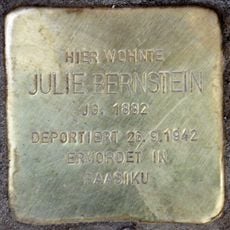 HIER WOHNTE
JULIE BERNSTEIN
JG. 1892
DEPORTIERT 26.9.1942
ERMORDET IN
RAASIKU